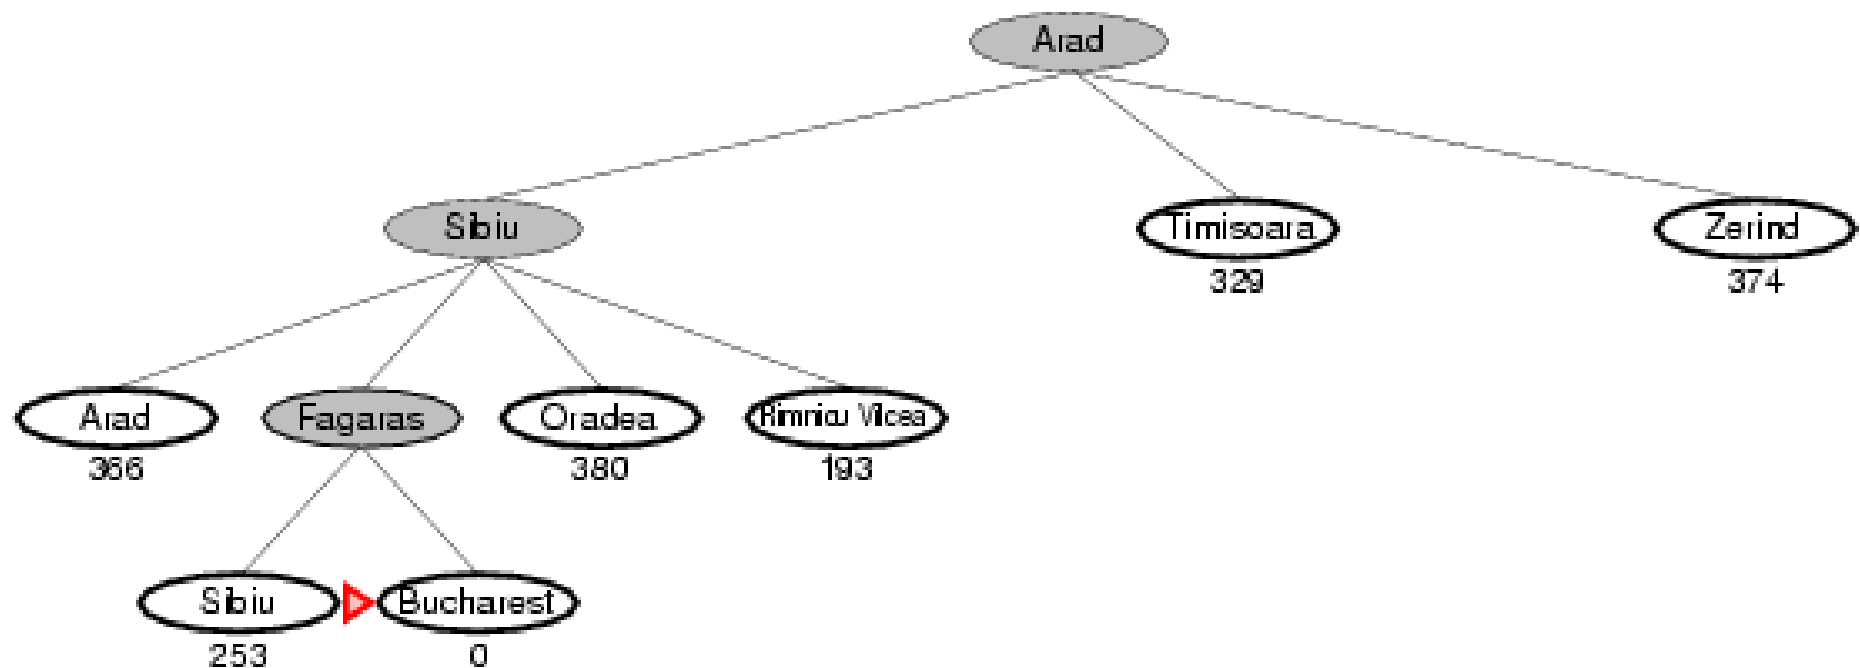 Arad
Sibiu
Timisoara
Zerind
329
374
Arad
Fagaras
Oradea
Rimnicu Vilcea
366
380
193
Sibiu
Bucharest
253
0